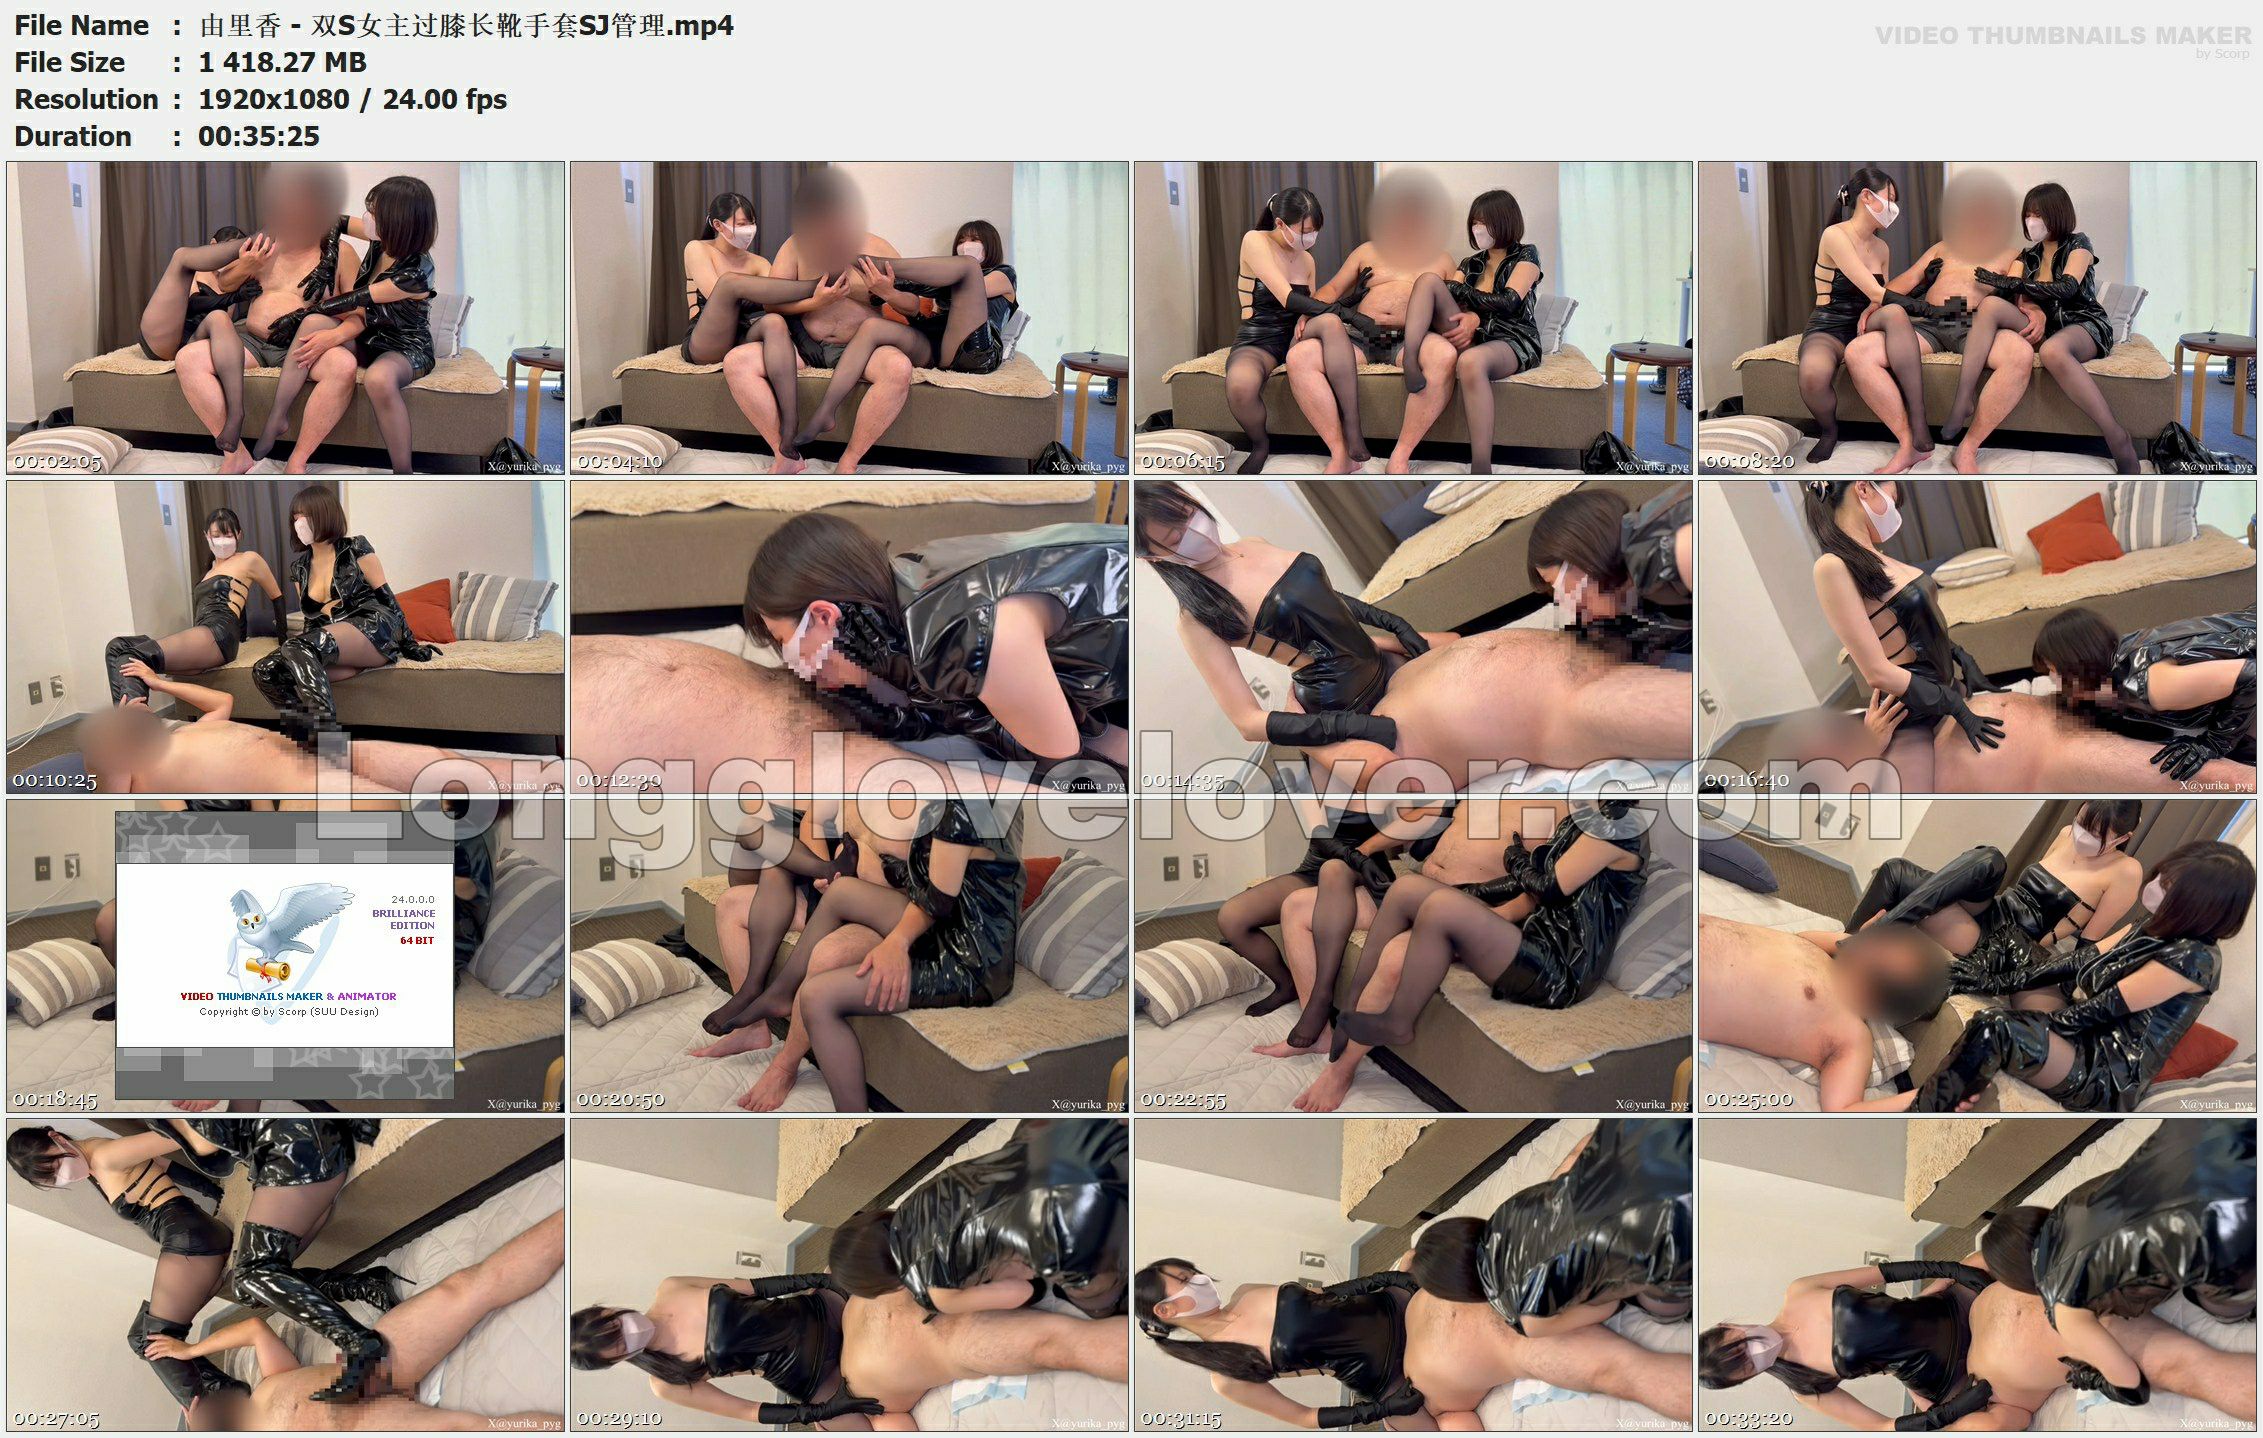 File Name : 由里香 - 双S女主过膝长靴手套SJ管理.mp4
VIDEO THUMBNAILS MAKER
by Scorp
File Size : 1 418.27 MB
Resolution : 1920x1080 / 24.00 fps
Duration : 00:35:25
00:02:05
X@yurika_pyg
00:04:10
X@yurika_pyg
00:06:15
X@yurika_pyg
00:08:20
X@yurika_pyg
00:10:25
X@yurika_pyg
00:12:30
X@yurika_pyg
00:14:35
X@yurika_pyg
00:16:40
X@yurika_pyg
Longglovelover.com
24.0.0.0
BRILLIANCE
EDITION
64 BIT
VIDEO THUMBNAILS MAKER & ANIMATOR
Copyright © by Scorp (SUU Design)
00:18:45
X@yurika_pyg
00:20:50
X@yurika_pyg
00:22:55
X@yurika_pyg
00:25:00
X@yurika_pyg
00:27:05
X@yurika_pyg
00:29:10
X@yurika_pyg
00:31:15
X@yurika_pyg
00:33:20
X@yurika_pyg